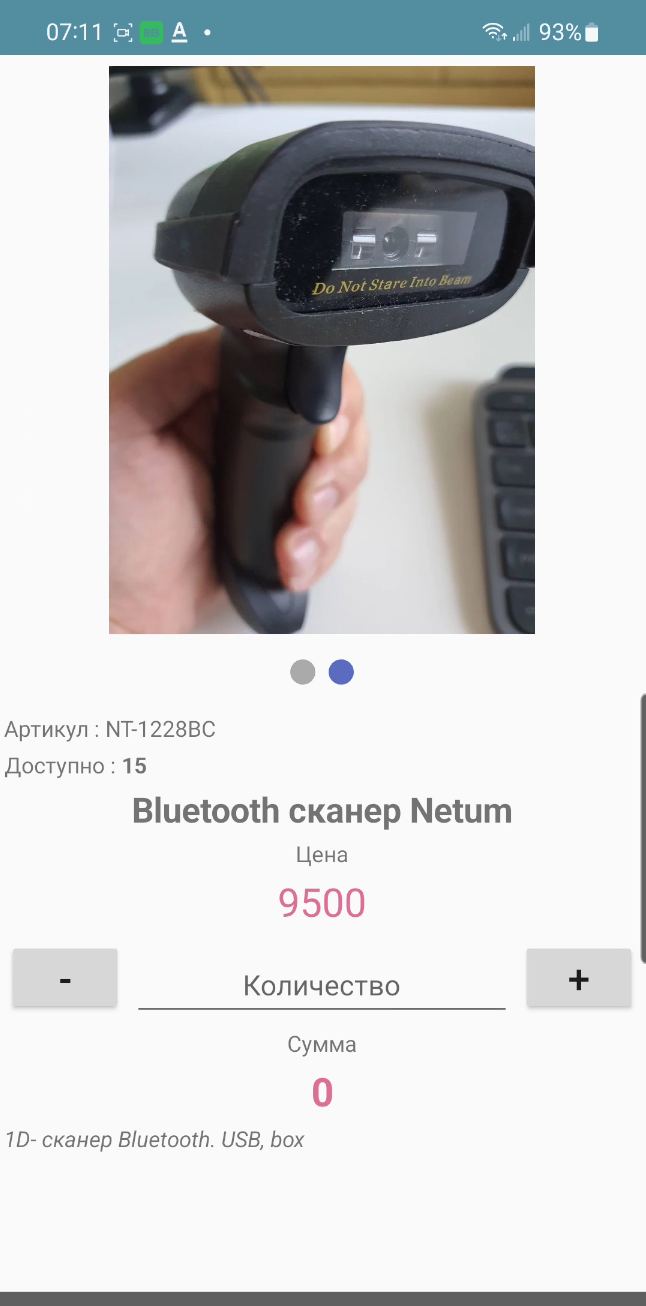 07:11 A 93%
Do Not Stare Into Beam
Артикул : NT-1228BC
Доступно : 15
Bluetooth сканер Netum
Цена
9500
- Количество +
Сумма
0
1D- сканер Bluetooth. USB, box